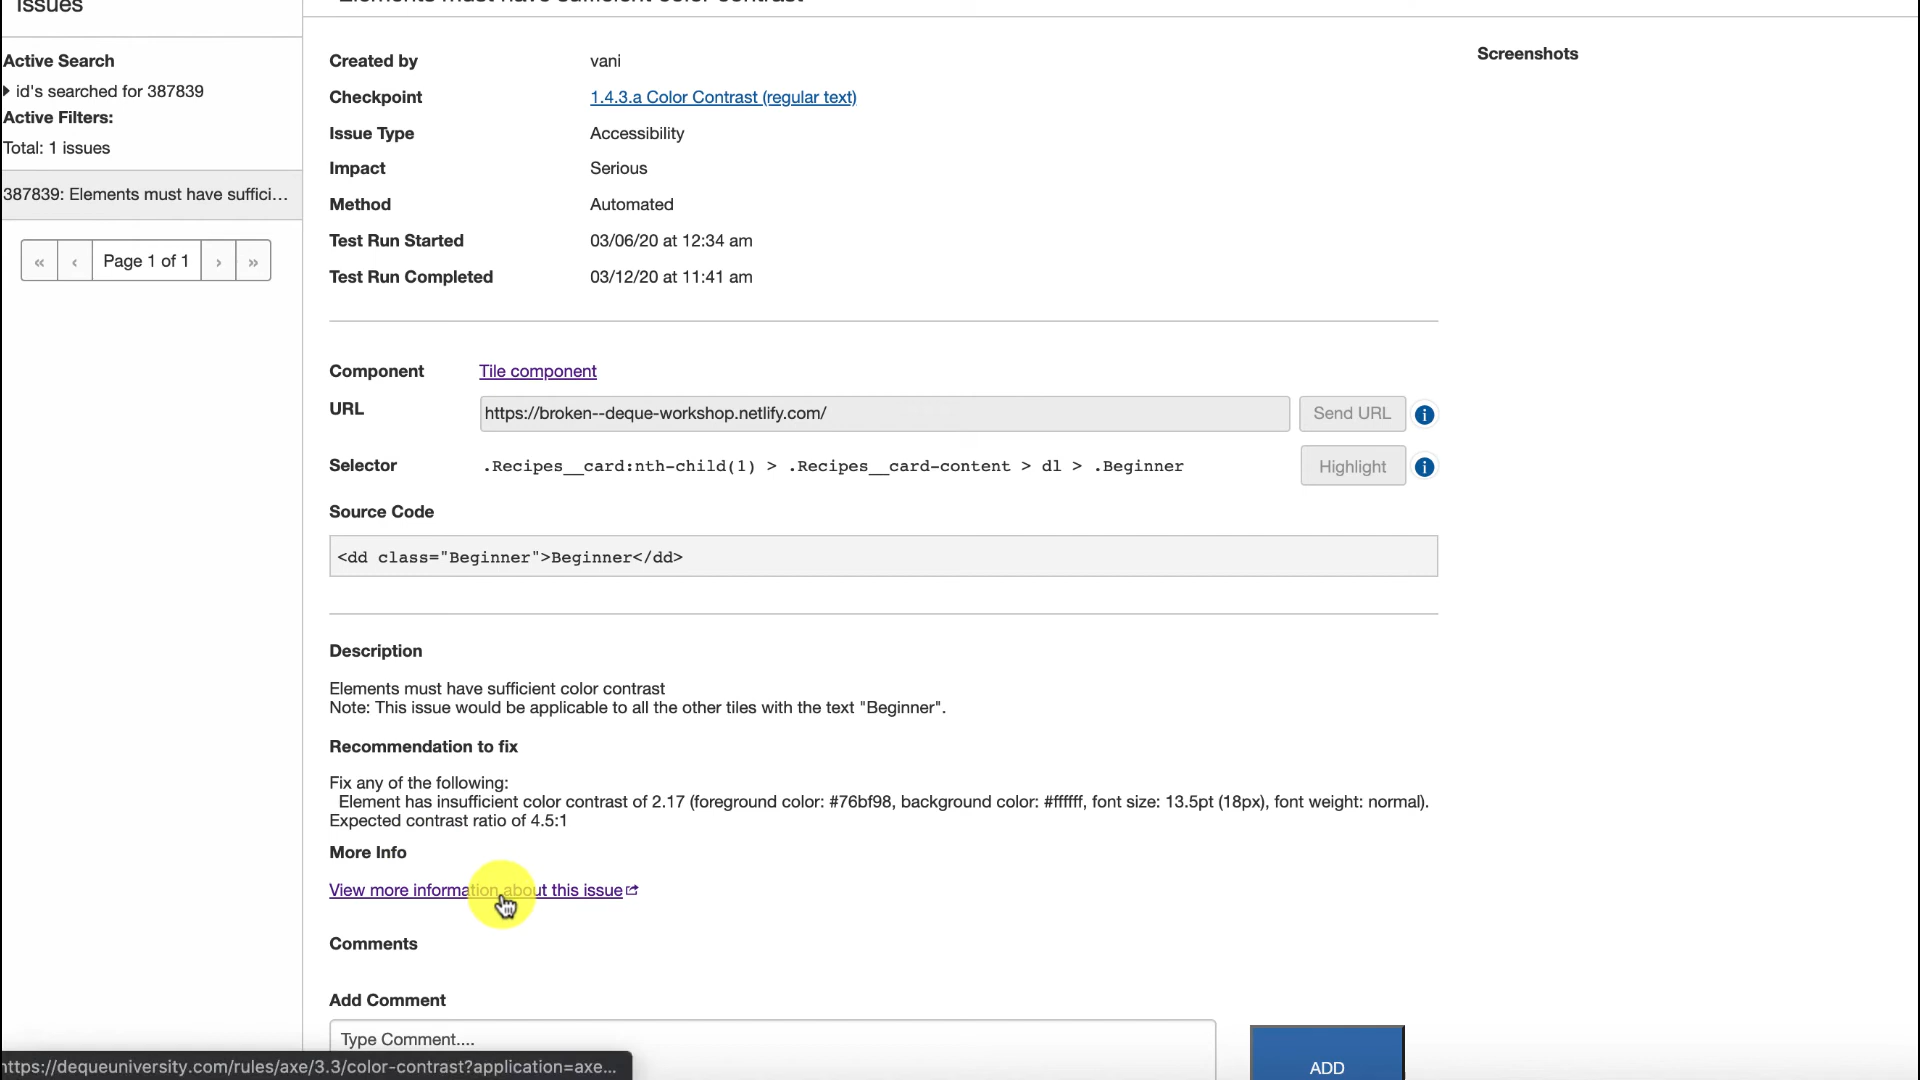 Issues
Elements must have sufficient color contrast
Active Search
id's searched for 387839
Active Filters:
Total: 1 issues
387839: Elements must have suffici...
« ‹ Page 1 of 1 › »
Created by vani
Checkpoint 1.4.3.a Color Contrast (regular text)
Issue Type Accessibility
Impact Serious
Method Automated
Test Run Started 03/06/20 at 12:34 am
Test Run Completed 03/12/20 at 11:41 am
Screenshots
Component Tile component
URL https://broken--deque-workshop.netlify.com/ Send URL i
Selector .Recipes__card:nth-child(1) > .Recipes__card-content > dl > .Beginner Highlight i
Source Code
<dd class="Beginner">Beginner</dd>
Description
Elements must have sufficient color contrast
Note: This issue would be applicable to all the other tiles with the text "Beginner".
Recommendation to fix
Fix any of the following:
Element has insufficient color contrast of 2.17 (foreground color: #76bf98, background color: #ffffff, font size: 13.5pt (18px), font weight: normal).
Expected contrast ratio of 4.5:1
More Info
View more information about this issue
Comments
Add Comment
Type Comment....
ADD
https://dequeuniversity.com/rules/axe/3.3/color-contrast?application=axe...